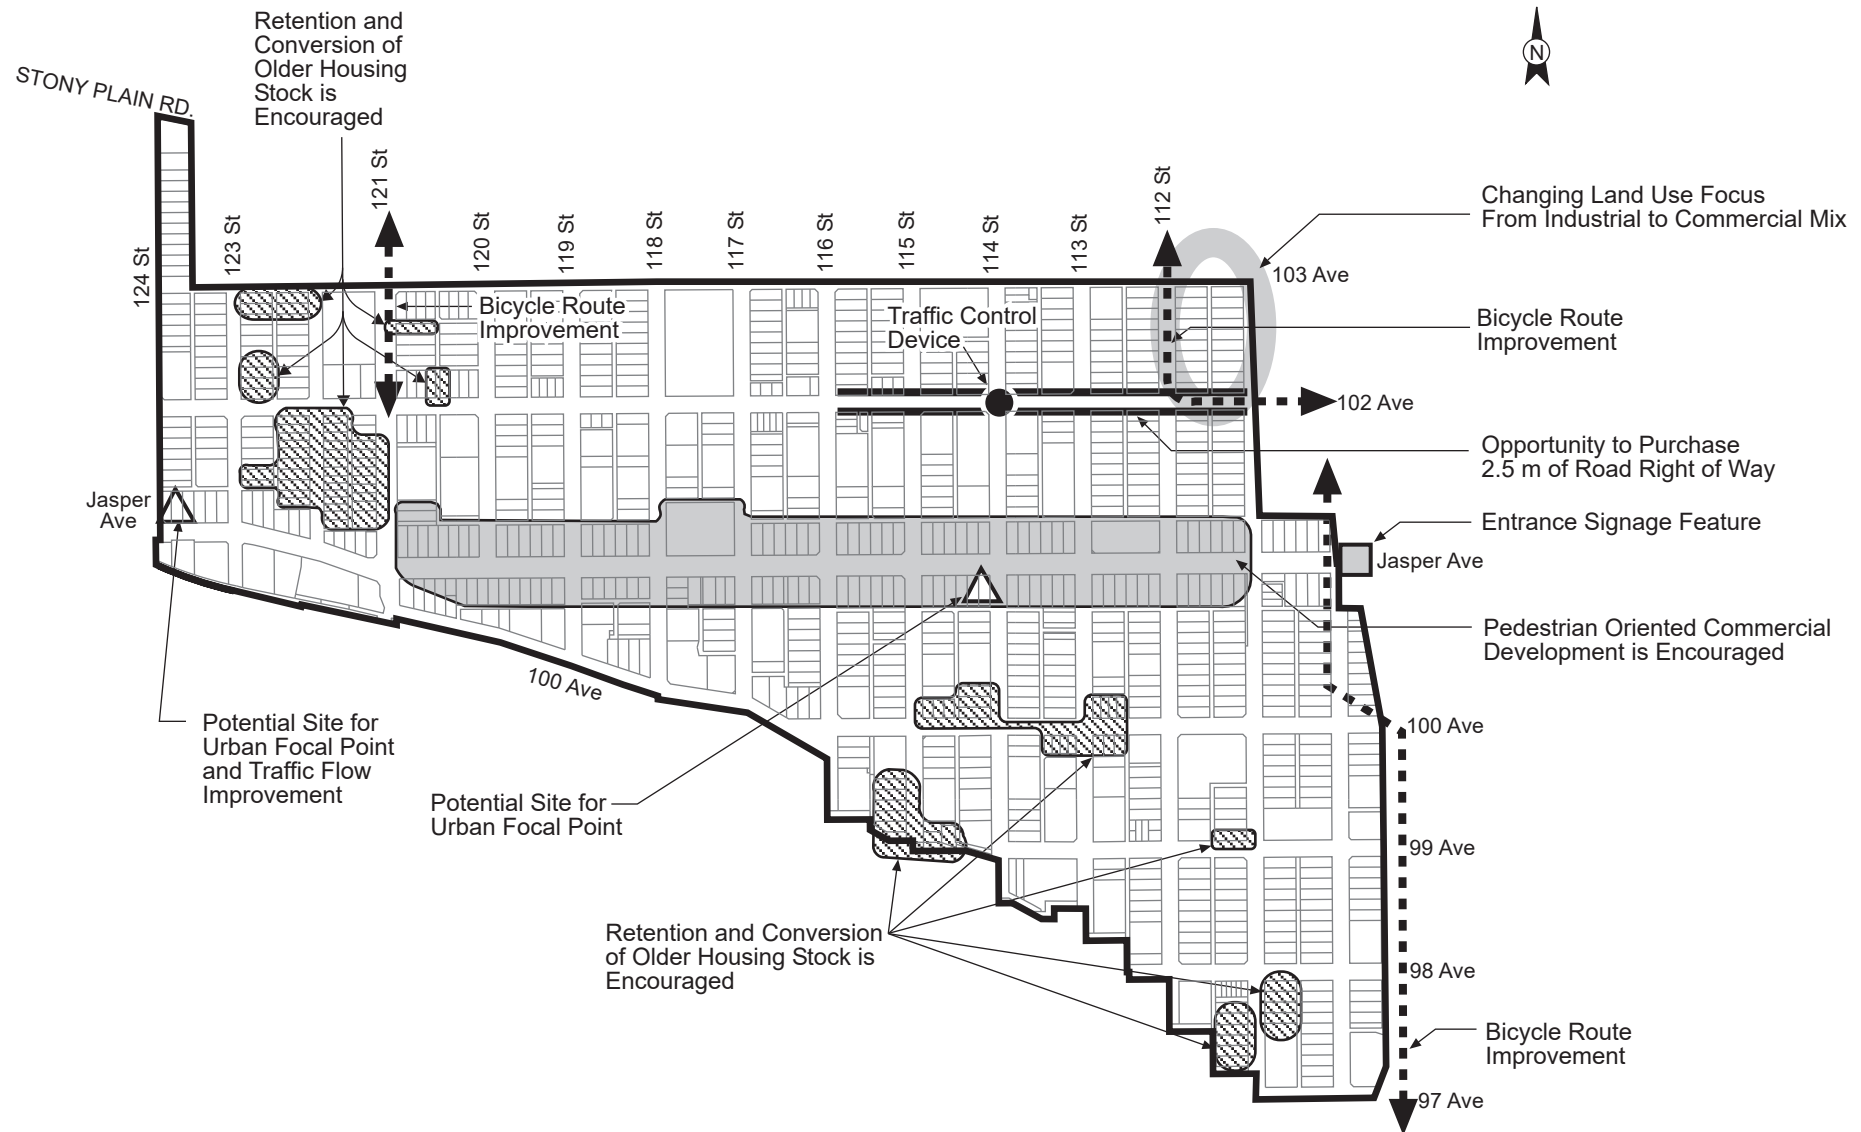 Retention and
Conversion of
Older Housing
Stock is
Encouraged
N
STONY PLAIN RD.
124 St
123 St
121 St
120 St
119 St
118 St
117 St
116 St
115 St
114 St
113 St
112 St
Changing Land Use Focus
From Industrial to Commercial Mix
103 Ave
Bicycle Route
Improvement
Traffic Control
Device
Bicycle Route
Improvement
102 Ave
Opportunity to Purchase
2.5 m of Road Right of Way
Jasper
Ave
Entrance Signage Feature
Jasper Ave
Pedestrian Oriented Commercial
Development is Encouraged
100 Ave
Potential Site for
Urban Focal Point
and Traffic Flow
Improvement
100 Ave
Potential Site for
Urban Focal Point
99 Ave
Retention and Conversion
of Older Housing Stock is
Encouraged
98 Ave
Bicycle Route
Improvement
97 Ave